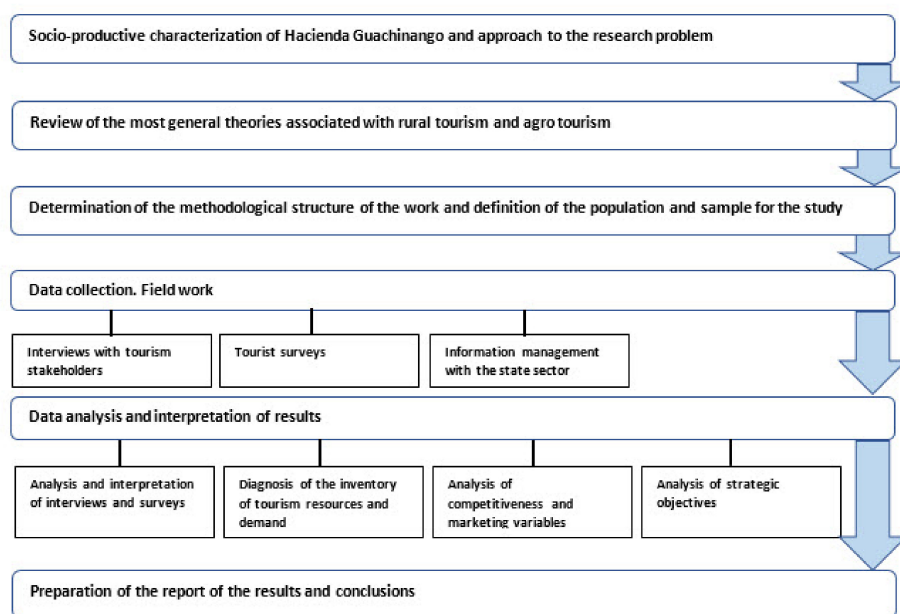 Socio-productive characterization of Hacienda Guachinango and approach to the research problem
Review of the most general theories associated with rural tourism and agro tourism
Determination of the methodological structure of the work and definition of the population and sample for the study
Data collection. Field work
Interviews with tourism
stakeholders
Tourist surveys
Information management
with the state sector
Data analysis and interpretation of results
Analysis and interpretation
of interviews and surveys
Diagnosis of the inventory
of tourism resources and
demand
Analysis of
competitiveness and
marketing variables
Analysis of strategic
objectives
Preparation of the report of the results and conclusions